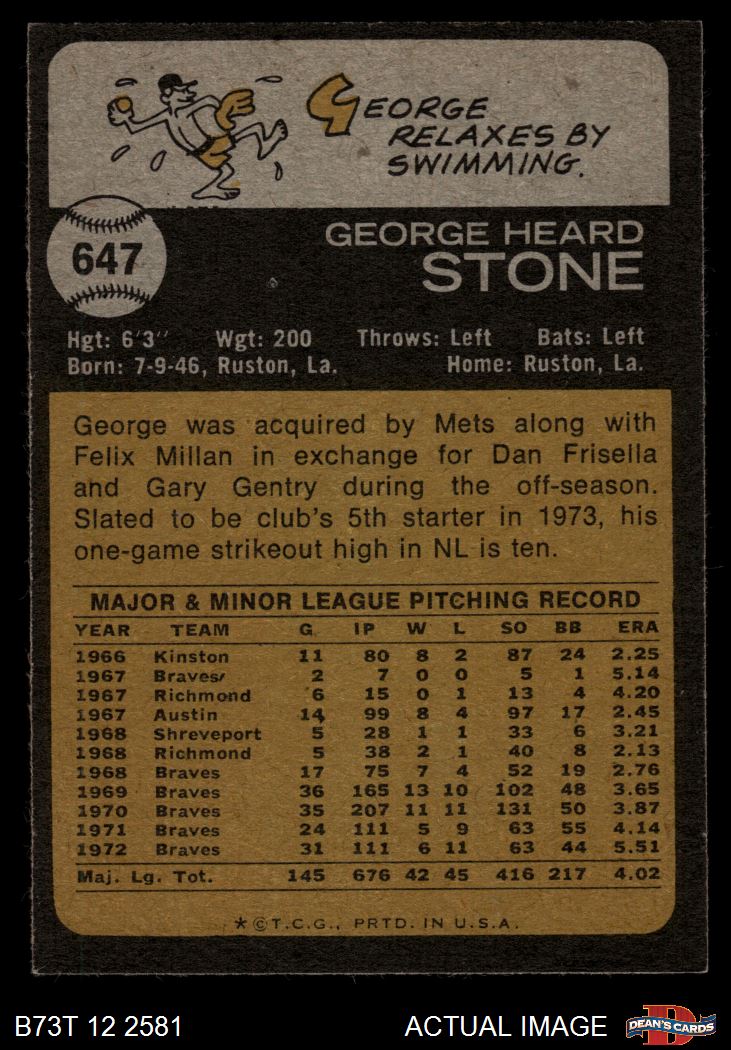 GEORGE
RELAXES BY
SWIMMING.
647
GEORGE HEARD
STONE
Hgt: 6'3" Wgt: 200 Throws: Left Bats: Left
Born: 7-9-46, Ruston, La. Home: Ruston, La.
George was acquired by Mets along with
Felix Millan in exchange for Dan Frisella
and Gary Gentry during the off-season.
Slated to be club's 5th starter in 1973, his
one-game strikeout high in NL is ten.
MAJOR & MINOR LEAGUE PITCHING RECORD
YEAR TEAM G IP W L SO BB ERA
1966 Kinston 11 80 8 2 87 24 2.25
1967 Braves 2 7 0 0 5 1 5.14
1967 Richmond 6 15 0 1 13 4 4.20
1967 Austin 14 99 8 4 97 17 2.45
1968 Shreveport 5 28 1 1 33 6 3.21
1968 Richmond 5 38 2 1 40 8 2.13
1968 Braves 17 75 7 4 52 19 2.76
1969 Braves 36 165 13 10 102 48 3.65
1970 Braves 35 207 11 11 131 50 3.87
1971 Braves 24 111 5 9 63 55 4.14
1972 Braves 31 111 6 11 63 44 5.51
Maj. Lg. Tot. 145 676 42 45 416 217 4.02
*©T.C.G., PRTD. IN U.S.A.
B73T 12 2581 ACTUAL IMAGE DEAN'S CARDS